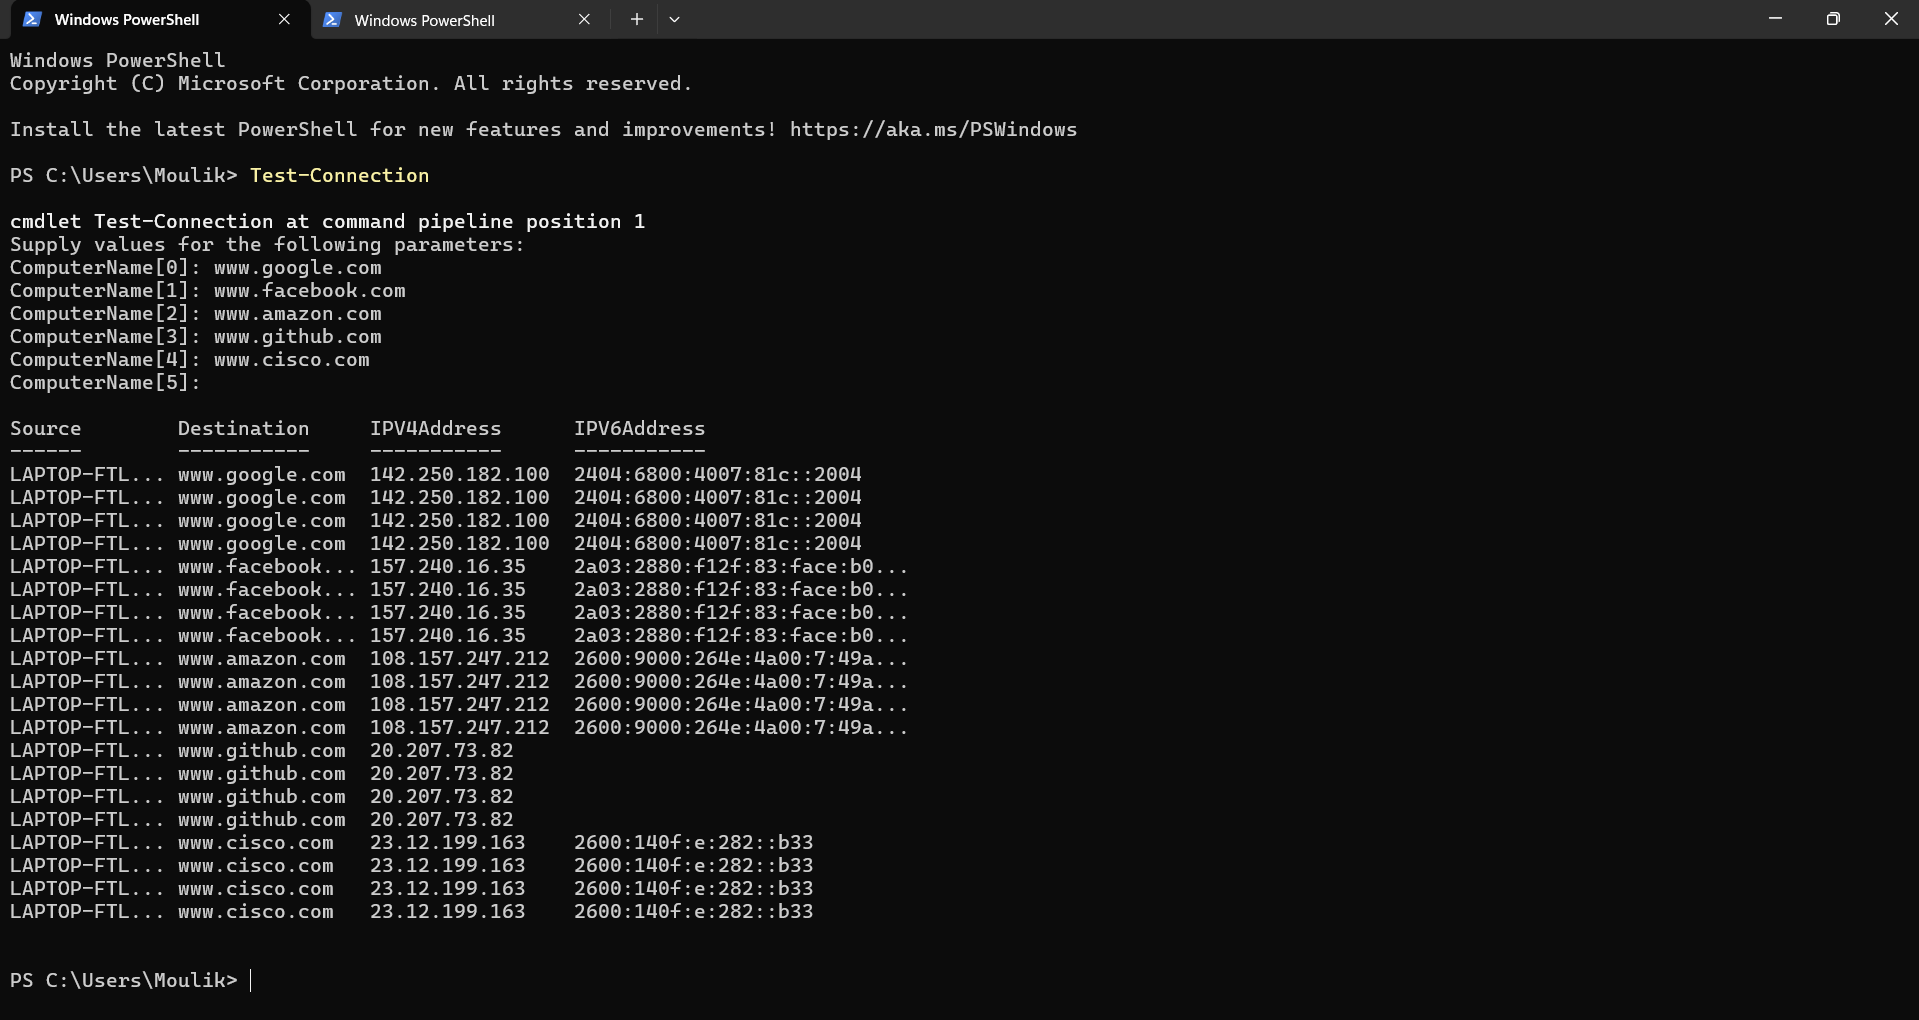 Windows PowerShell
Windows PowerShell
Windows PowerShell
Copyright (C) Microsoft Corporation. All rights reserved.
Install the latest PowerShell for new features and improvements! https://aka.ms/PSWindows
PS C:\Users\Moulik> Test-Connection
cmdlet Test-Connection at command pipeline position 1
Supply values for the following parameters:
ComputerName[0]: www.google.com
ComputerName[1]: www.facebook.com
ComputerName[2]: www.amazon.com
ComputerName[3]: www.github.com
ComputerName[4]: www.cisco.com
ComputerName[5]:
Source        Destination     IPV4Address      IPV6Address
------        -----------     -----------      -----------
LAPTOP-FTL... www.google.com  142.250.182.100  2404:6800:4007:81c::2004
LAPTOP-FTL... www.google.com  142.250.182.100  2404:6800:4007:81c::2004
LAPTOP-FTL... www.google.com  142.250.182.100  2404:6800:4007:81c::2004
LAPTOP-FTL... www.google.com  142.250.182.100  2404:6800:4007:81c::2004
LAPTOP-FTL... www.facebook... 157.240.16.35    2a03:2880:f12f:83:face:b0...
LAPTOP-FTL... www.facebook... 157.240.16.35    2a03:2880:f12f:83:face:b0...
LAPTOP-FTL... www.facebook... 157.240.16.35    2a03:2880:f12f:83:face:b0...
LAPTOP-FTL... www.facebook... 157.240.16.35    2a03:2880:f12f:83:face:b0...
LAPTOP-FTL... www.amazon.com  108.157.247.212  2600:9000:264e:4a00:7:49a...
LAPTOP-FTL... www.amazon.com  108.157.247.212  2600:9000:264e:4a00:7:49a...
LAPTOP-FTL... www.amazon.com  108.157.247.212  2600:9000:264e:4a00:7:49a...
LAPTOP-FTL... www.amazon.com  108.157.247.212  2600:9000:264e:4a00:7:49a...
LAPTOP-FTL... www.github.com  20.207.73.82
LAPTOP-FTL... www.github.com  20.207.73.82
LAPTOP-FTL... www.github.com  20.207.73.82
LAPTOP-FTL... www.github.com  20.207.73.82
LAPTOP-FTL... www.cisco.com   23.12.199.163    2600:140f:e:282::b33
LAPTOP-FTL... www.cisco.com   23.12.199.163    2600:140f:e:282::b33
LAPTOP-FTL... www.cisco.com   23.12.199.163    2600:140f:e:282::b33
LAPTOP-FTL... www.cisco.com   23.12.199.163    2600:140f:e:282::b33
PS C:\Users\Moulik>